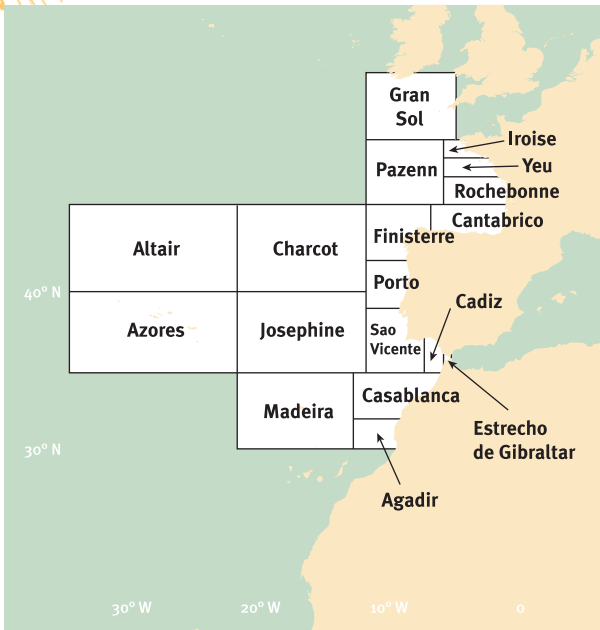 Gran
Sol
Iroise
Pazenn
Yeu
Rochebonne
Cantabrico
Finisterre
Altair
Charcot
Porto
40° N
Cadiz
Azores
Josephine
Sao
Vicente
Casablanca
Madeira
Estrecho
de Gibraltar
30° N
Agadir
30° W
20° W
10° W
0